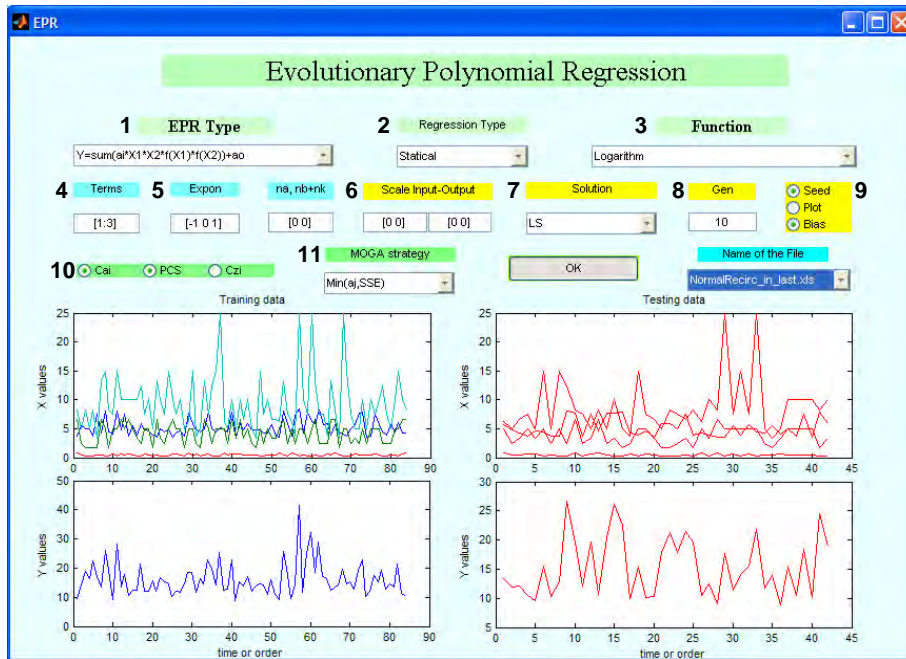 EPR
Evolutionary Polynomial Regression
1 EPR Type 2 Regression Type 3 Function
Y=sum(ai*X1*X2*f(X1)*f(X2))+ao Statical Logarithm
4 Terms 5 Expon na, nb+nk 6 Scale Input-Output 7 Solution 8 Gen Seed 9
Plot
[1:3] [-1 0 1] [0 0] [0 0] [0 0] LS 10 Bias
11 MOGA strategy Name of the File
10 Cai PCS Czi OK
Min(aj,SSE) NormalRecirc_in_last.xls
Training data
X values
25
20
15
10
5
0
0 10 20 30 40 50 60 70 80 90
Testing data
X values
25
20
15
10
5
0
0 5 10 15 20 25 30 35 40 45
Y values
50
40
30
20
10
0
0 10 20 30 40 50 60 70 80 90
time or order
Y values
30
25
20
15
10
5
0 5 10 15 20 25 30 35 40 45
time or order